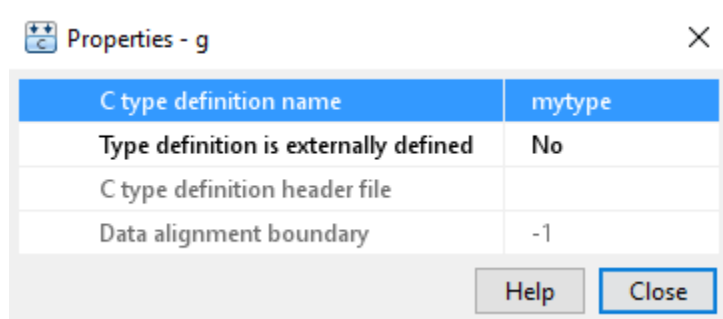 C
Properties - g
C type definition name mytype
Type definition is externally defined No
C type definition header file
Data alignment boundary -1
Help Close